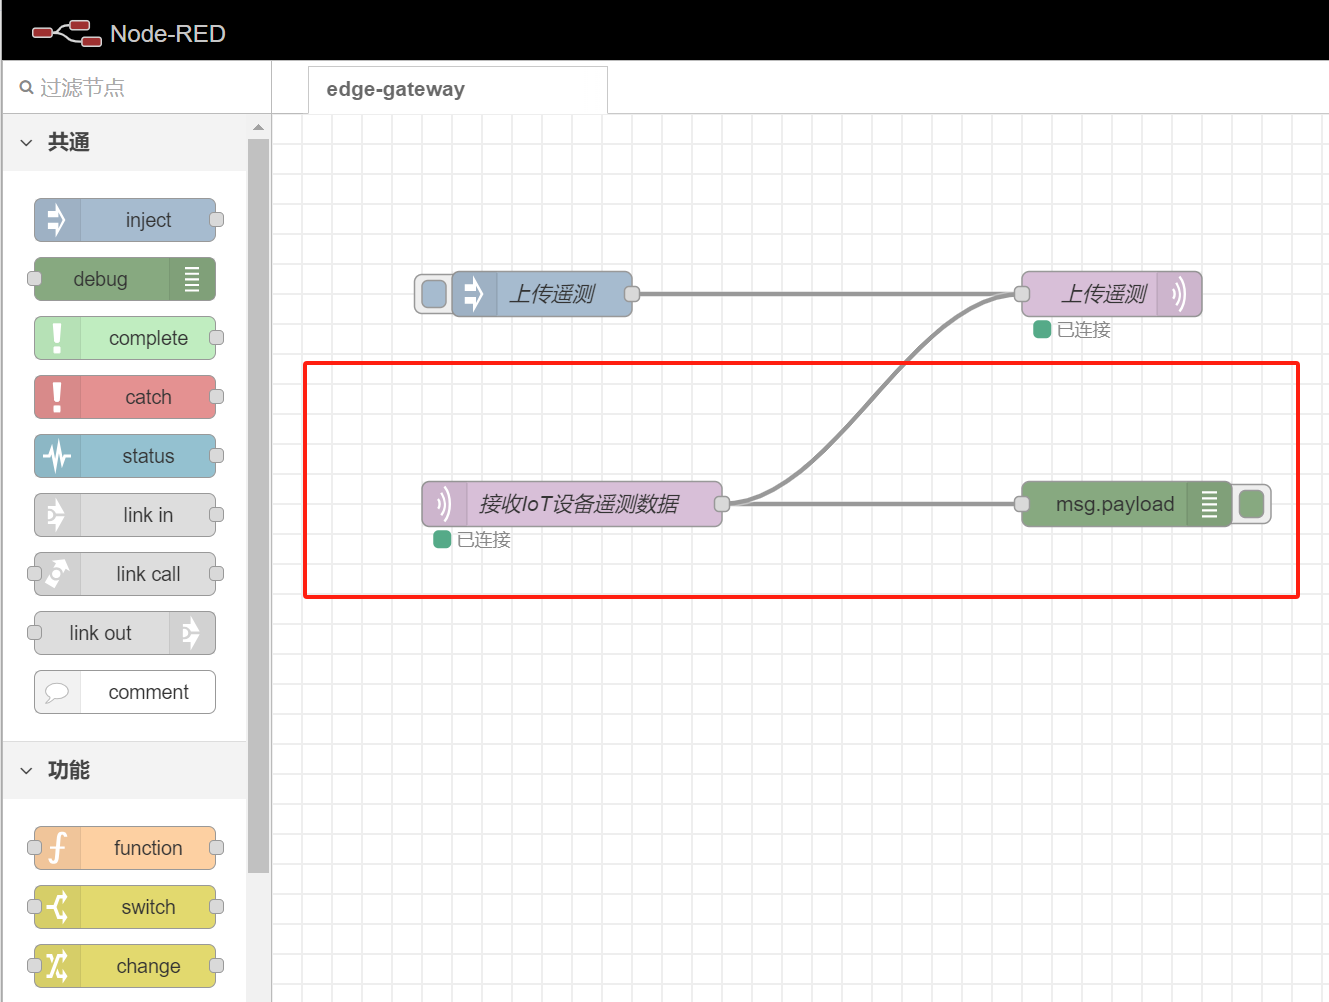 Node-RED
过滤节点
edge-gateway
共通
inject
debug
complete
catch
status
link in
link call
link out
comment
功能
function
switch
change
上传遥测
上传遥测
已连接
接收IoT设备遥测数据
已连接
msg.payload